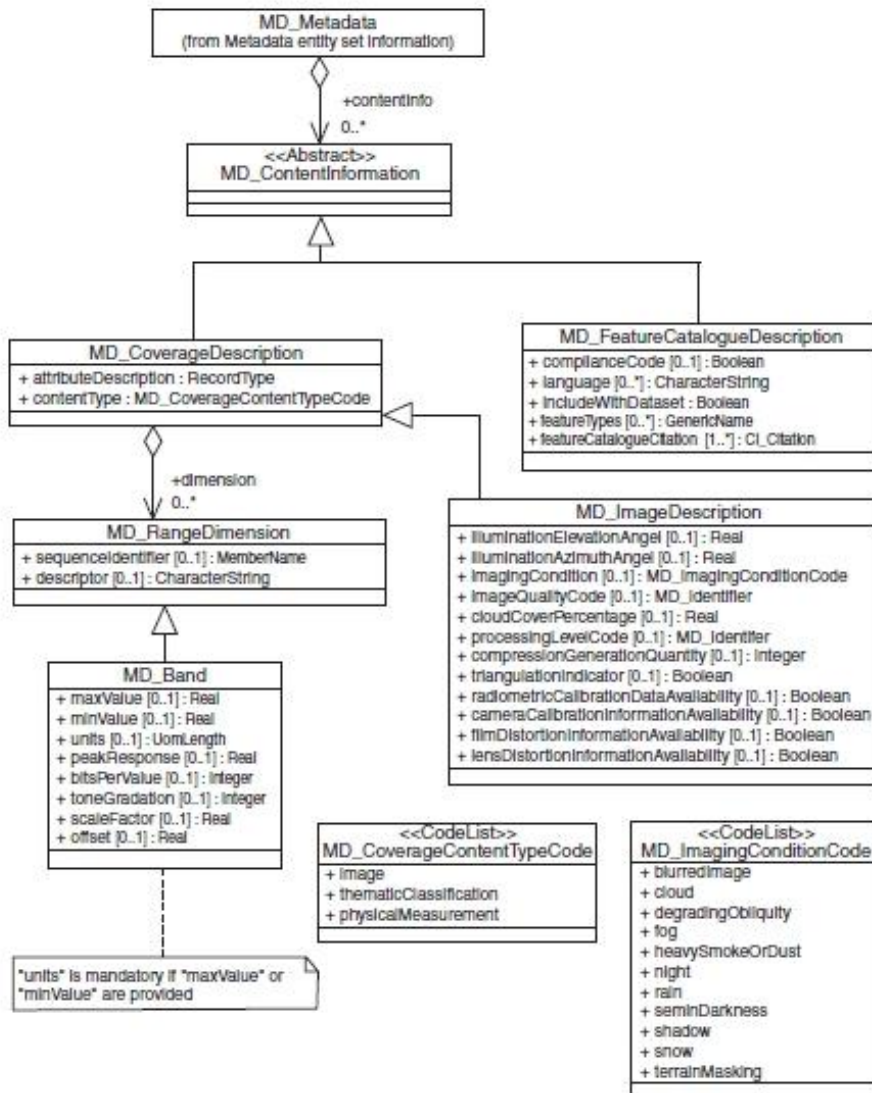 MD_Metadata
(from Metadata entity set information)
+contentInfo
0..*
<<Abstract>>
MD_ContentInformation
MD_CoverageDescription
+ attributeDescription : RecordType
+ contentType : MD_CoverageContentTypeCode
MD_FeatureCatalogueDescription
+ complianceCode [0..1] : Boolean
+ language [0..*] : CharacterString
+ includeWithDataset : Boolean
+ featureTypes [0..*] : GenericName
+ featureCatalogueCitation [1..*] : CI_Citation
+dimension
0..*
MD_RangeDimension
+ sequenceIdentifier [0..1] : MemberName
+ descriptor [0..1] : CharacterString
MD_ImageDescription
+ illuminationElevationAngel [0..1] : Real
+ illuminationAzimuthAngel [0..1] : Real
+ imagingCondition [0..1] : MD_ImagingConditionCode
+ imageQualityCode [0..1] : MD_Identifier
+ cloudCoverPercentage [0..1] : Real
+ processingLevelCode [0..1] : MD_Identifer
+ compressionGenerationQuantity [0..1] : Integer
+ triangulationIndicator [0..1] : Boolean
+ radiometricCalibrationDataAvailability [0..1] : Boolean
+ cameraCalibrationInformationAvailability [0..1] : Boolean
+ filmDistortionInformationAvailability [0..1] : Boolean
+ lensDistortionInformationAvailability [0..1] : Boolean
MD_Band
+ maxValue [0..1] : Real
+ minValue [0..1] : Real
+ units [0..1] : UomLength
+ peakResponse [0..1] : Real
+ bitsPerValue [0..1] : Integer
+ toneGradation [0..1] : Integer
+ scaleFactor [0..1] : Real
+ offset [0..1] : Real
"units" is mandatory if "maxValue" or
"minValue" are provided
<<CodeList>>
MD_CoverageContentTypeCode
+ image
+ thematicClassification
+ physicalMeasurement
<<CodeList>>
MD_ImagingConditionCode
+ blurredImage
+ cloud
+ degradingObliquity
+ fog
+ heavySmokeOrDust
+ night
+ rain
+ seminDarkness
+ shadow
+ snow
+ terrainMasking